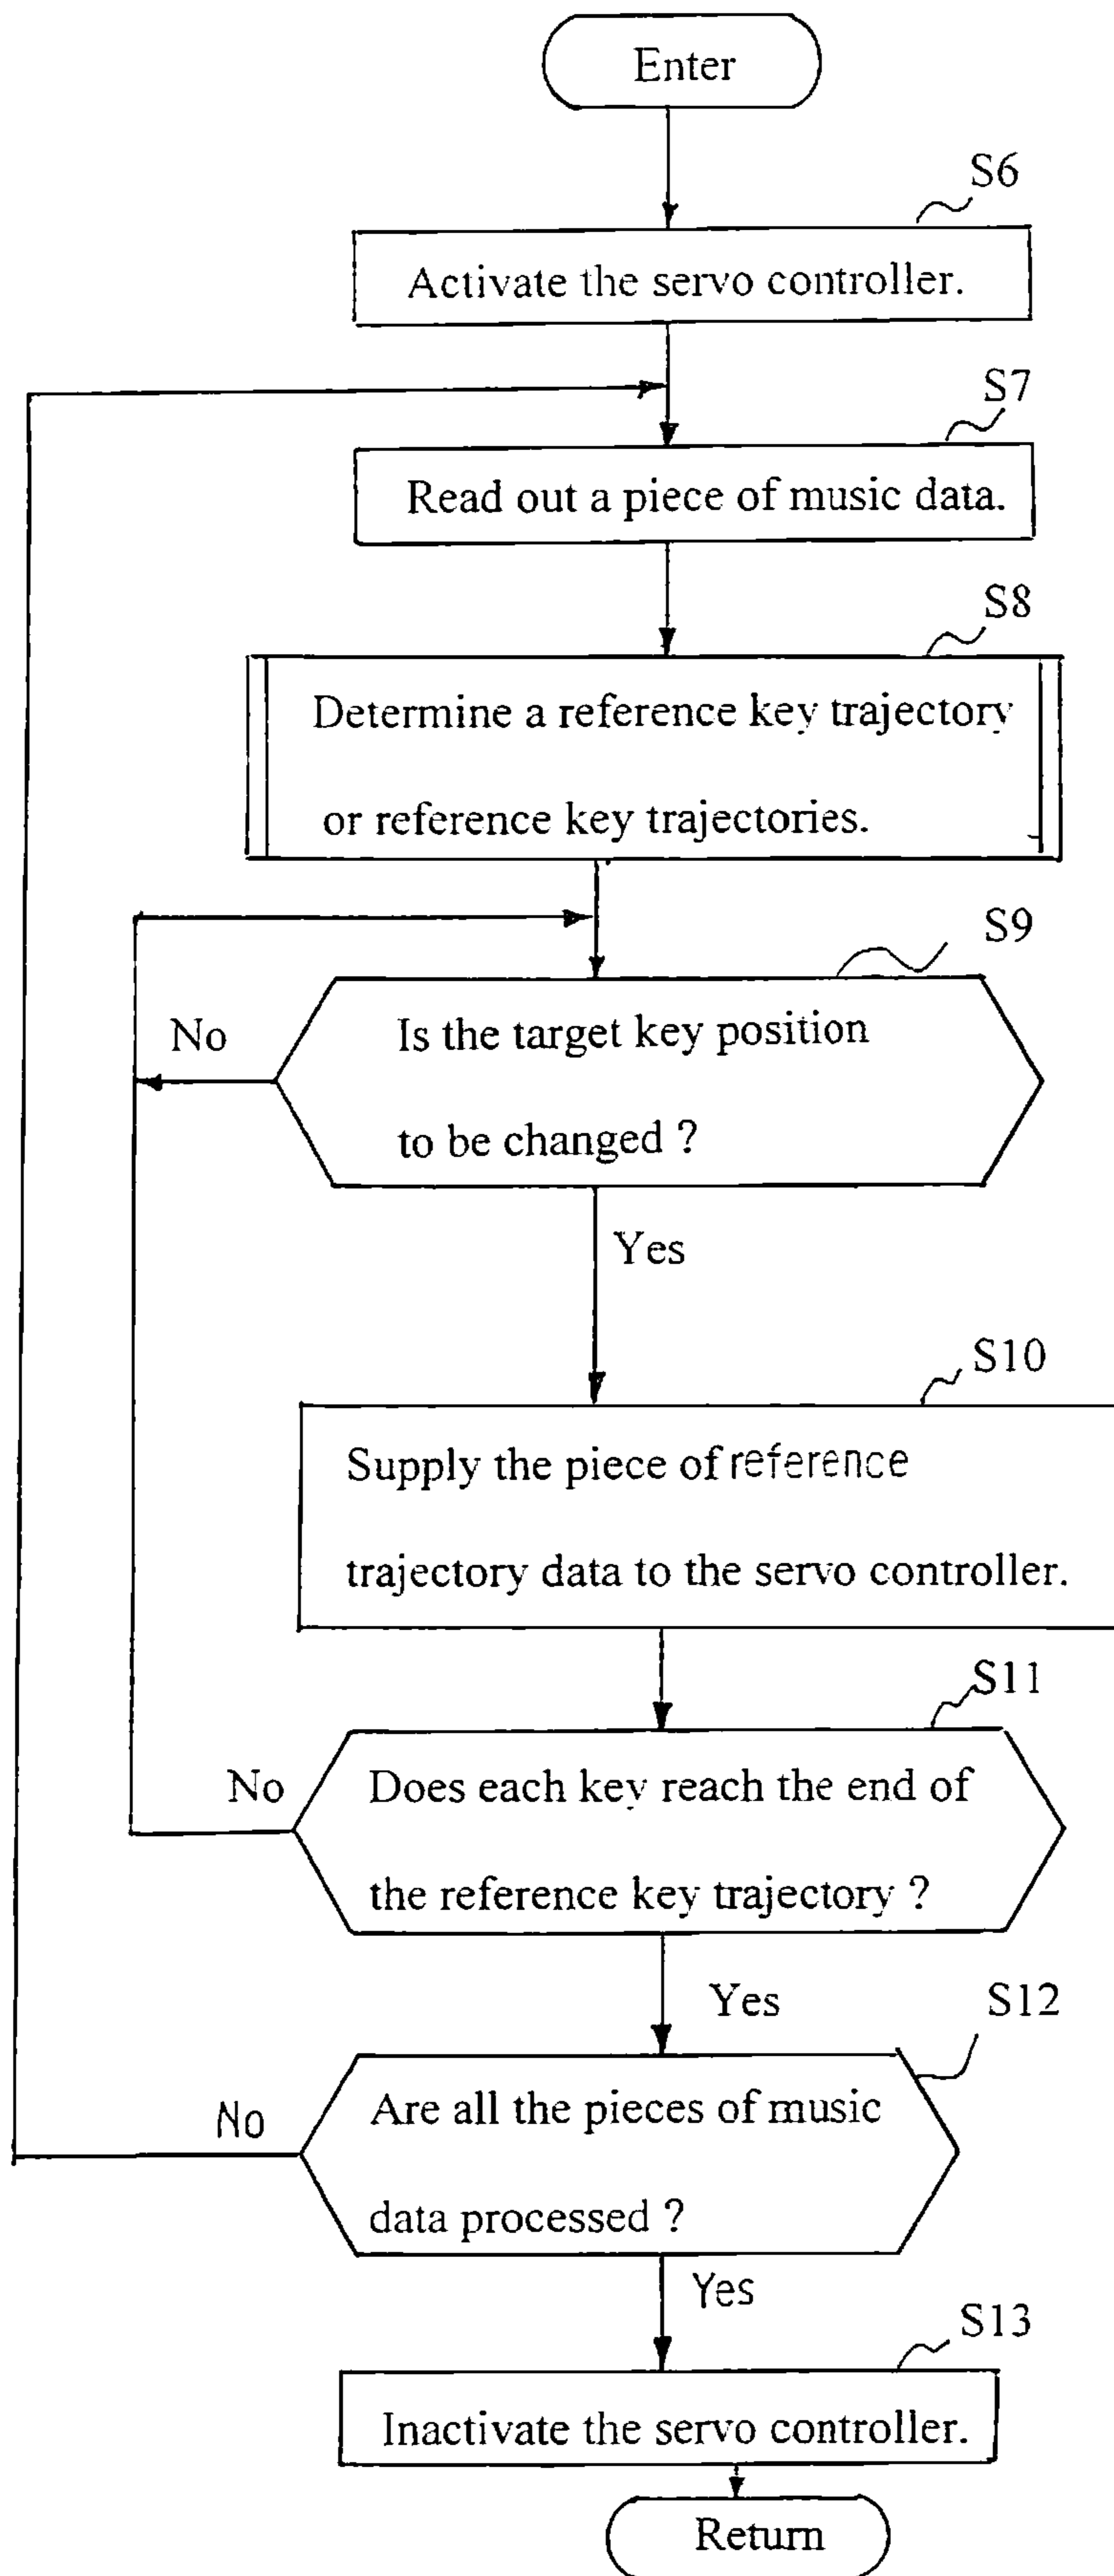 Enter
S6
Activate the servo controller.
S7
Read out a piece of music data.
S8
Determine a reference key trajectory
or reference key trajectories.
S9
No
Is the target key position
to be changed ?
Yes
S10
Supply the piece of reference
trajectory data to the servo controller.
S11
No
Does each key reach the end of
the reference key trajectory ?
Yes
S12
No
Are all the pieces of music
data processed ?
Yes
S13
Inactivate the servo controller.
Return